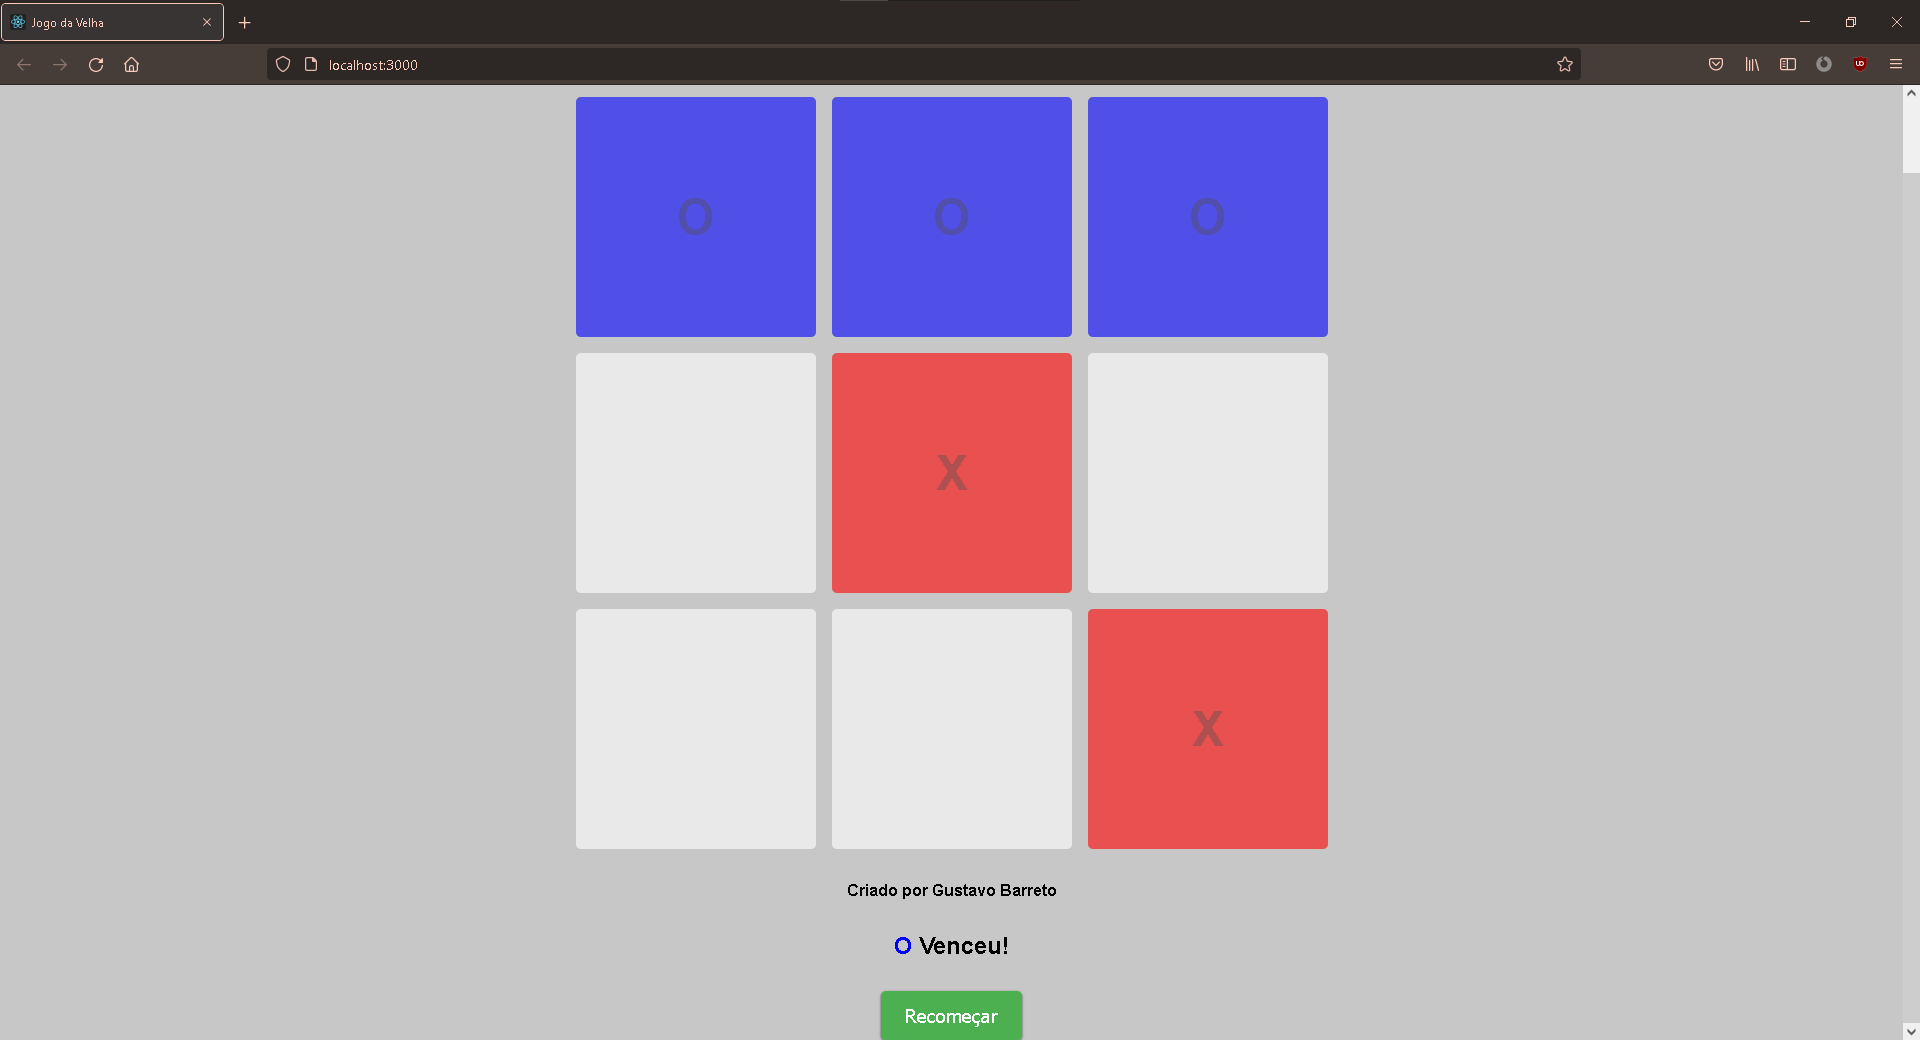 Jogo da Velha
localhost:3000
O O O
X
X
Criado por Gustavo Barreto
O Venceu!
Recomeçar